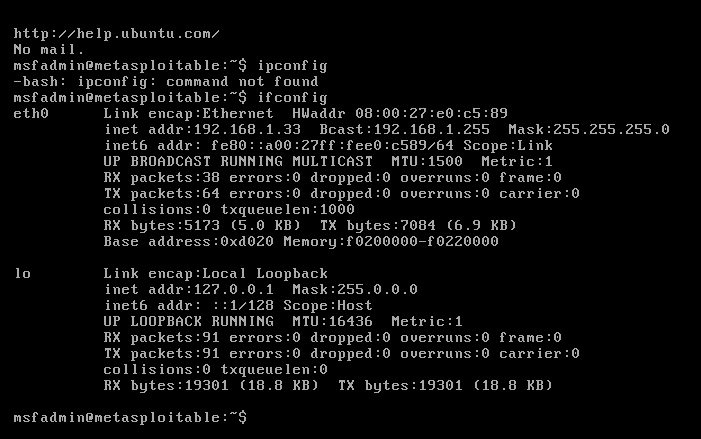 http://help.ubuntu.com/
No mail.
msfadmin@metasploitable:~$ ipconfig
-bash: ipconfig: command not found
msfadmin@metasploitable:~$ ifconfig
eth0      Link encap:Ethernet  HWaddr 08:00:27:e0:c5:89
          inet addr:192.168.1.33  Bcast:192.168.1.255  Mask:255.255.255.0
          inet6 addr: fe80::a00:27ff:fee0:c589/64 Scope:Link
          UP BROADCAST RUNNING MULTICAST  MTU:1500  Metric:1
          RX packets:38 errors:0 dropped:0 overruns:0 frame:0
          TX packets:64 errors:0 dropped:0 overruns:0 carrier:0
          collisions:0 txqueuelen:1000
          RX bytes:5173 (5.0 KB)  TX bytes:7084 (6.9 KB)
          Base address:0xd020 Memory:f0200000-f0220000
lo        Link encap:Local Loopback
          inet addr:127.0.0.1  Mask:255.0.0.0
          inet6 addr: ::1/128 Scope:Host
          UP LOOPBACK RUNNING  MTU:16436  Metric:1
          RX packets:91 errors:0 dropped:0 overruns:0 frame:0
          TX packets:91 errors:0 dropped:0 overruns:0 carrier:0
          collisions:0 txqueuelen:0
          RX bytes:19301 (18.8 KB)  TX bytes:19301 (18.8 KB)
msfadmin@metasploitable:~$